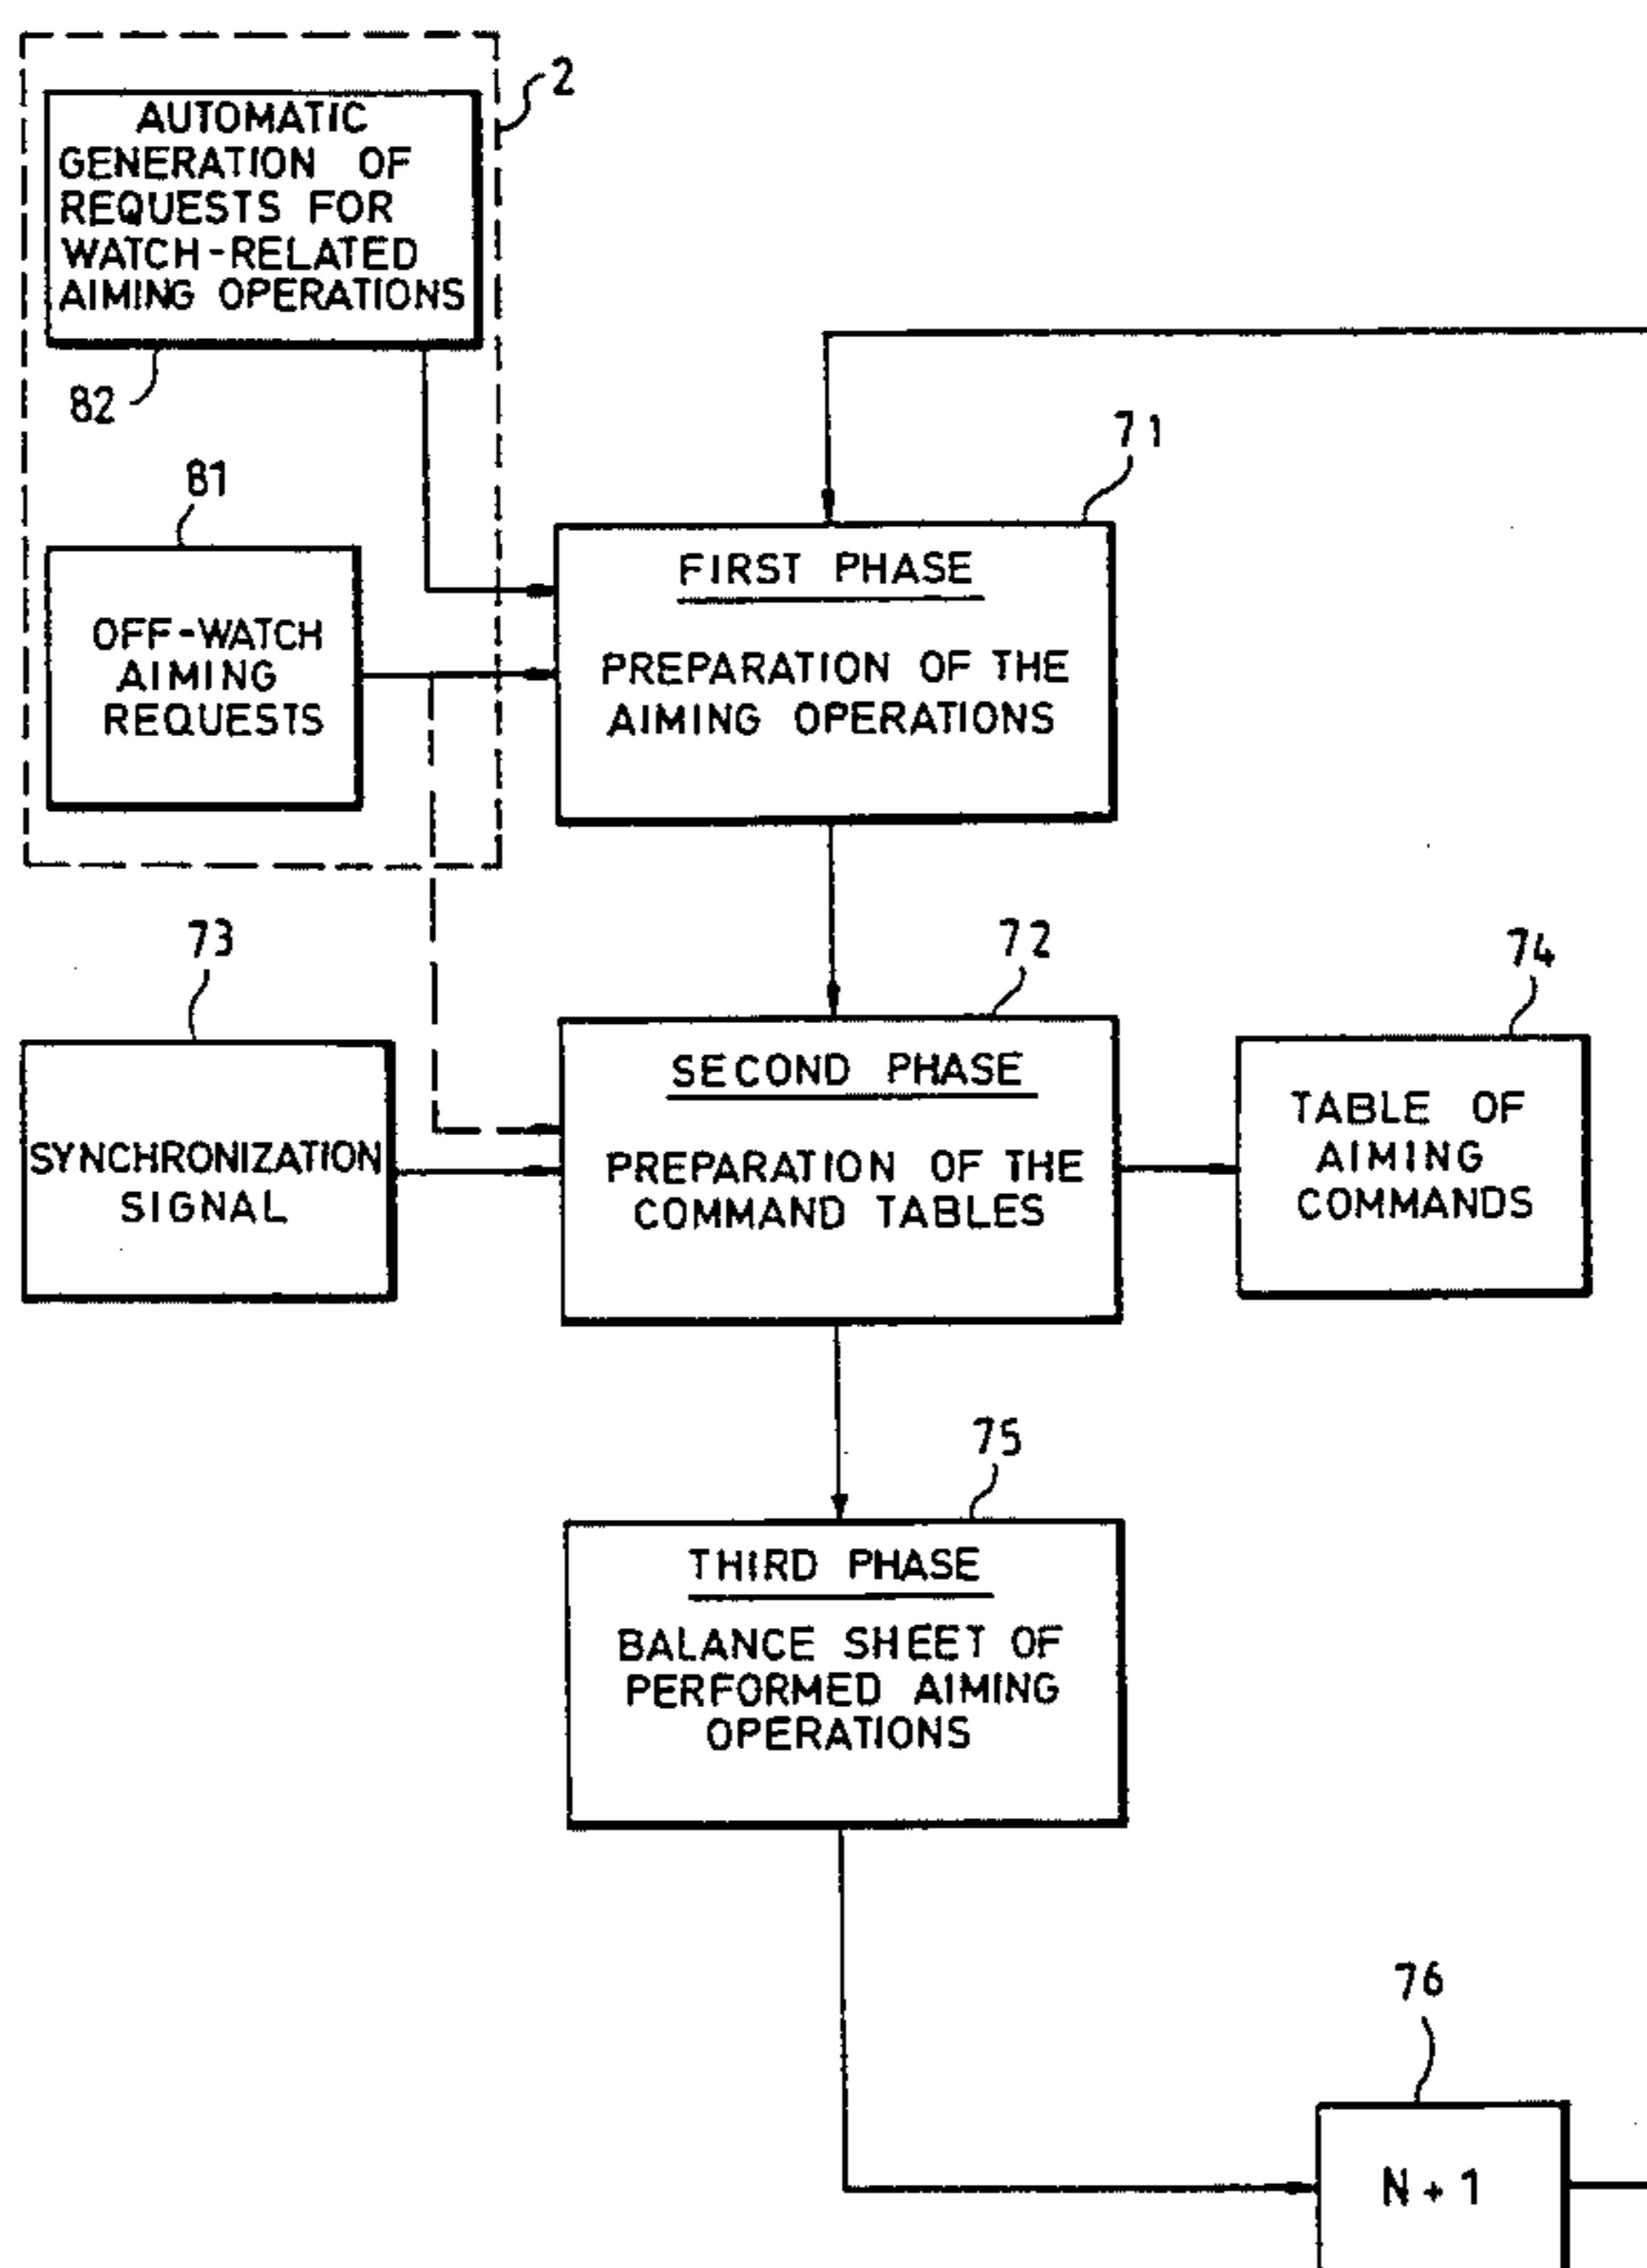 2
AUTOMATIC
GENERATION OF
REQUESTS FOR
WATCH-RELATED
AIMING OPERATIONS
82
81
OFF-WATCH
AIMING
REQUESTS
71
FIRST PHASE
PREPARATION OF THE
AIMING OPERATIONS
73
SYNCHRONIZATION
SIGNAL
72
SECOND PHASE
PREPARATION OF THE
COMMAND TABLES
74
TABLE OF
AIMING
COMMANDS
75
THIRD PHASE
BALANCE SHEET OF
PERFORMED AIMING
OPERATIONS
76
N+1